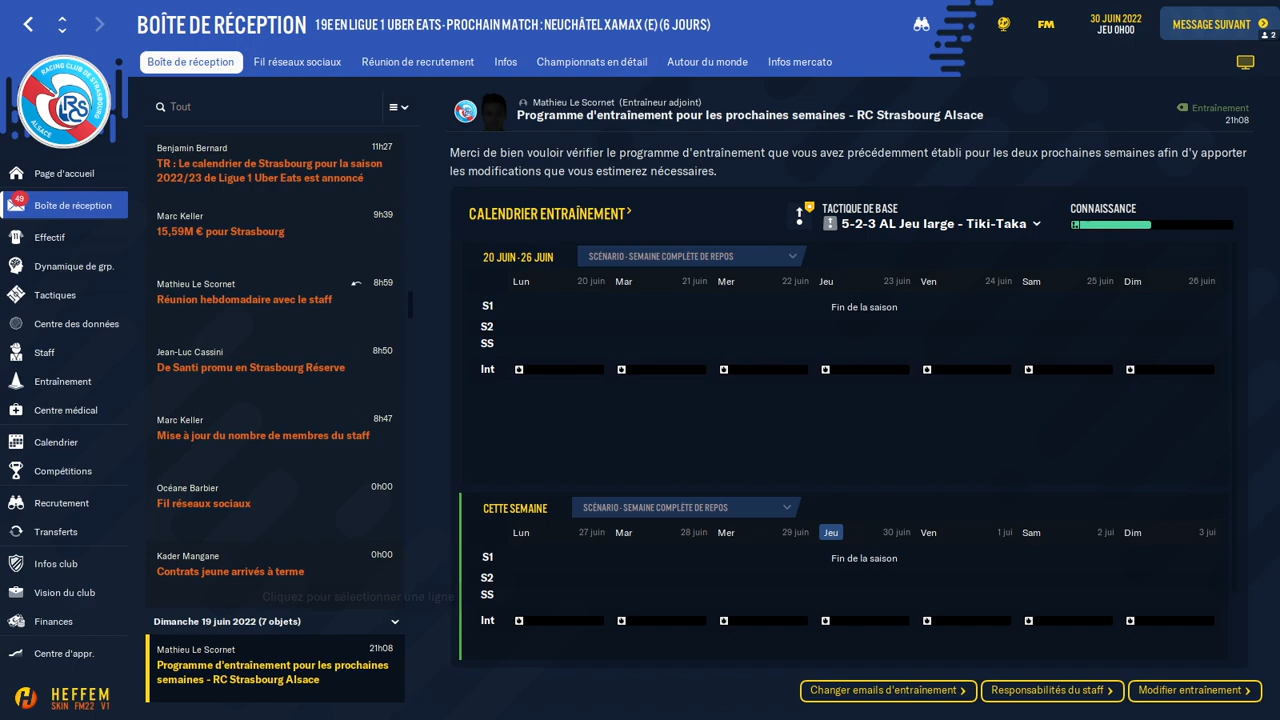 BOÎTE DE RÉCEPTION
19E EN LIGUE 1 UBER EATS - PROCHAIN MATCH : NEUCHÂTEL XAMAX (E) (6 JOURS)
FM
30 JUIN 2022
JEU 0H00
MESSAGE SUIVANT
2
Boîte de réception
Fil réseaux sociaux
Réunion de recrutement
Infos
Championnats en détail
Autour du monde
Infos mercato
RACING CLUB DE STRASBOURG
ALSACE
Page d'accueil
49
Boîte de réception
Effectif
Dynamique de grp.
Tactiques
Centre des données
Staff
Entraînement
Centre médical
Calendrier
Compétitions
Recrutement
Transferts
Infos club
Vision du club
Finances
Centre d'appr.
HEFFEM
SKIN FM22 V1
Tout
Benjamin Bernard 11h27
TR : Le calendrier de Strasbourg pour la saison
2022/23 de Ligue 1 Uber Eats est annoncé
Marc Keller 9h39
15,59M € pour Strasbourg
Mathieu Le Scornet 8h59
Réunion hebdomadaire avec le staff
Jean-Luc Cassini 8h50
De Santi promu en Strasbourg Réserve
Marc Keller 8h47
Mise à jour du nombre de membres du staff
Océane Barbier 0h00
Fil réseaux sociaux
Kader Mangane 0h00
Contrats jeune arrivés à terme
Cliquez pour sélectionner une ligne
Dimanche 19 juin 2022 (7 objets)
Mathieu Le Scornet 21h08
Programme d'entraînement pour les prochaines
semaines - RC Strasbourg Alsace
Mathieu Le Scornet (Entraîneur adjoint)
Programme d'entraînement pour les prochaines semaines - RC Strasbourg Alsace
Entraînement
21h08
Merci de bien vouloir vérifier le programme d'entraînement que vous avez précédemment établi pour les deux prochaines semaines afin d'y apporter
les modifications que vous estimerez nécessaires.
CALENDRIER ENTRAÎNEMENT
TACTIQUE DE BASE
5-2-3 AL Jeu large - Tiki-Taka
CONNAISSANCE
20 JUIN - 26 JUIN
SCÉNARIO - SEMAINE COMPLÈTE DE REPOS
Lun 20 juin Mar 21 juin Mer 22 juin Jeu 23 juin Ven 24 juin Sam 25 juin Dim 26 juin
S1 Fin de la saison
S2
SS
Int
CETTE SEMAINE
SCÉNARIO - SEMAINE COMPLÈTE DE REPOS
Lun 27 juin Mar 28 juin Mer 29 juin Jeu 30 juin Ven 1 jui Sam 2 jui Dim 3 jui
S1 Fin de la saison
S2
SS
Int
Changer emails d'entraînement
Responsabilités du staff
Modifier entraînement